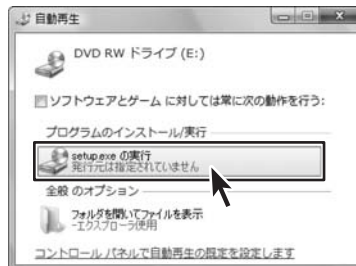 自動再生
DVD RW ドライブ (E:)
ソフトウェアとゲーム に対しては常に次の動作を行う:
プログラムのインストール/実行
setup.exe の実行
発行元は指定されていません
全般 のオプション
フォルダを開いてファイルを表示
-エクスプローラ使用
コントロール パネルで自動再生の既定を設定します